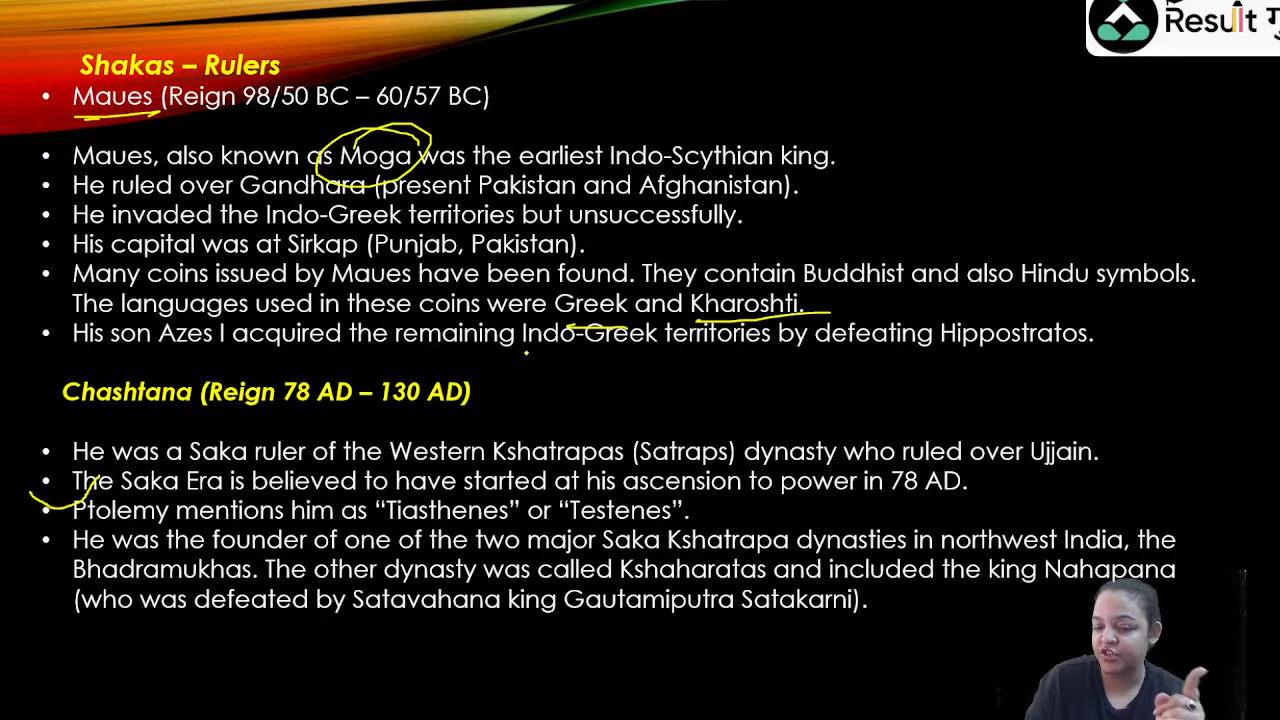 Result
Shakas – Rulers
• Maues (Reign 98/50 BC – 60/57 BC)
• Maues, also known as Moga was the earliest Indo-Scythian king.
• He ruled over Gandhara (present Pakistan and Afghanistan).
• He invaded the Indo-Greek territories but unsuccessfully.
• His capital was at Sirkap (Punjab, Pakistan).
• Many coins issued by Maues have been found. They contain Buddhist and also Hindu symbols.
The languages used in these coins were Greek and Kharoshti.
• His son Azes I acquired the remaining Indo-Greek territories by defeating Hippostratos.
Chashtana (Reign 78 AD – 130 AD)
• He was a Saka ruler of the Western Kshatrapas (Satraps) dynasty who ruled over Ujjain.
• The Saka Era is believed to have started at his ascension to power in 78 AD.
• Ptolemy mentions him as “Tiasthenes” or “Testenes”.
• He was the founder of one of the two major Saka Kshatrapa dynasties in northwest India, the
Bhadramukhas. The other dynasty was called Kshaharatas and included the king Nahapana
(who was defeated by Satavahana king Gautamiputra Satakarni).